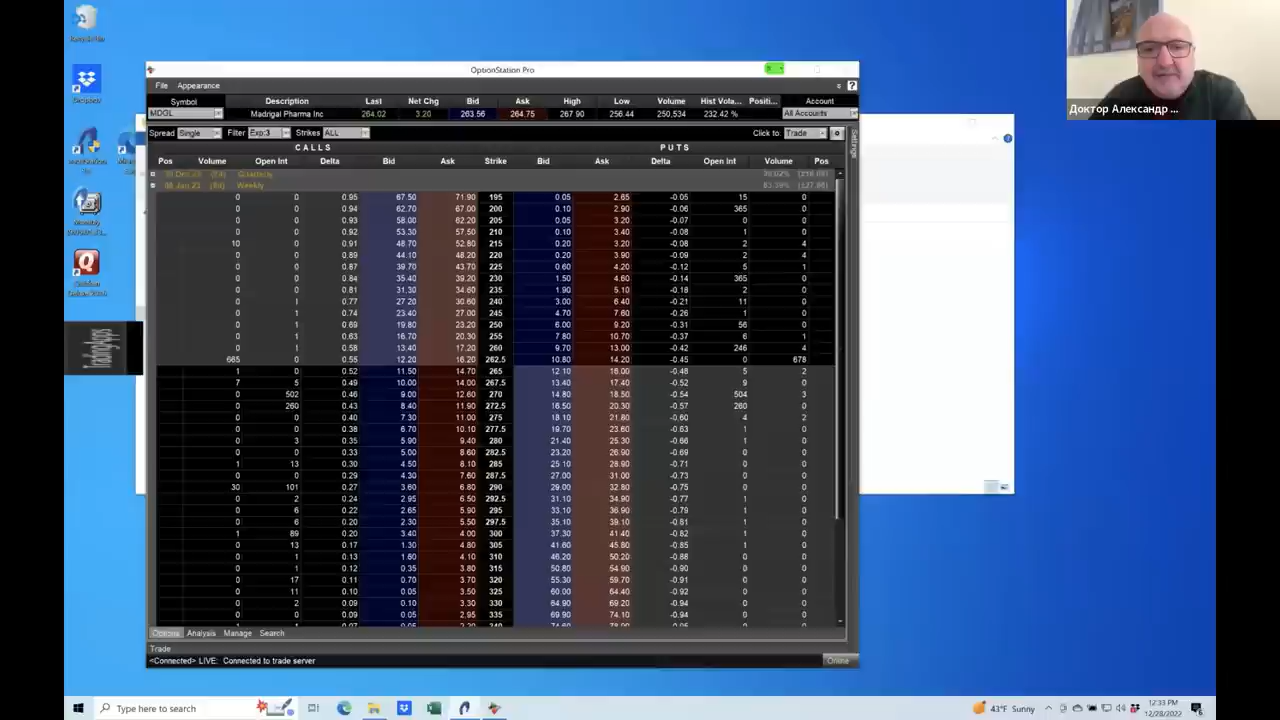 OptionStation Pro
Доктор Александр ...
File Appearance
Symbol Description Last Net Chg Bid Ask High Low Volume Hist Vola... Positi... Account
MDGL Madrigal Pharma Inc 264.02 3.20 263.56 264.75 267.90 256.44 250,534 232.42 % All Accounts
Spread Single Filter Exp:3 Strikes ALL Click to: Trade
Settings
CALLS PUTS
Pos Volume Open Int Delta Bid Ask Strike Bid Ask Delta Open Int Volume Pos
Quarterly
Weekly
0 0 0.95 67.50 71.90 195 0.05 2.65 -0.05 15 0
0 0 0.94 62.70 67.00 200 0.10 2.90 -0.06 365 0
0 0 0.93 58.00 62.20 205 0.05 3.20 -0.07 0 0
0 0 0.92 53.30 57.50 210 0.10 3.40 -0.08 1 0
10 0 0.91 48.70 52.80 215 0.20 3.20 -0.08 2 4
0 0 0.89 44.10 48.20 220 0.20 3.90 -0.09 2 4
0 0 0.87 39.70 43.70 225 0.60 4.20 -0.12 5 1
0 0 0.84 35.40 39.20 230 1.50 4.60 -0.14 365 0
0 0 0.81 31.30 34.60 235 1.90 5.10 -0.18 2 0
0 1 0.77 27.20 30.60 240 3.00 6.40 -0.21 11 0
0 1 0.74 23.40 27.00 245 4.70 7.60 -0.26 1 0
0 1 0.69 19.80 23.20 250 6.00 9.20 -0.31 56 0
0 1 0.63 16.70 20.30 255 7.80 10.70 -0.37 6 1
0 1 0.58 13.40 17.20 260 9.70 13.00 -0.42 246 4
665 0 0.55 12.20 16.20 262.5 10.80 14.20 -0.45 0 678
1 0 0.52 11.50 14.70 265 12.10 16.00 -0.48 5 2
7 5 0.49 10.00 14.00 267.5 13.40 17.40 -0.52 9 0
0 502 0.46 9.00 12.60 270 14.80 18.50 -0.54 504 3
0 260 0.43 8.40 11.90 272.5 16.50 20.30 -0.57 260 0
0 0 0.40 7.30 11.00 275 18.10 21.80 -0.60 4 2
0 0 0.38 6.70 10.10 277.5 19.70 23.60 -0.63 1 0
0 3 0.35 5.90 9.40 280 21.40 25.30 -0.66 1 0
0 0 0.33 5.00 8.60 282.5 23.20 26.90 -0.69 0 0
1 13 0.30 4.50 8.10 285 25.10 28.90 -0.71 0 0
0 0 0.29 4.30 7.60 287.5 27.00 31.00 -0.73 0 0
30 101 0.27 3.60 6.80 290 29.00 32.80 -0.75 0 0
0 2 0.24 2.95 6.50 292.5 31.10 34.90 -0.77 1 0
0 6 0.22 2.65 5.90 295 33.10 36.90 -0.79 1 0
0 6 0.20 2.30 5.50 297.5 35.10 39.10 -0.81 1 0
1 89 0.20 3.40 4.00 300 37.30 41.40 -0.82 1 0
0 13 0.17 1.30 4.80 305 41.60 45.80 -0.85 1 0
0 1 0.13 1.60 4.10 310 46.20 50.20 -0.88 0 0
0 1 0.12 0.35 3.80 315 50.80 54.90 -0.90 0 0
0 17 0.11 0.70 3.70 320 55.30 59.70 -0.91 0 0
0 11 0.10 0.05 3.50 325 60.00 64.40 -0.92 0 0
0 2 0.09 0.10 3.30 330 64.90 69.20 -0.94 0 0
0 0 0.09 0.05 2.95 335 69.90 74.10 -0.94 0 0
Options Analysis Manage Search
Trade
<Connected> LIVE: Connected to trade server Online
Type here to search
43°F Sunny
12:33 PM
12/28/2022